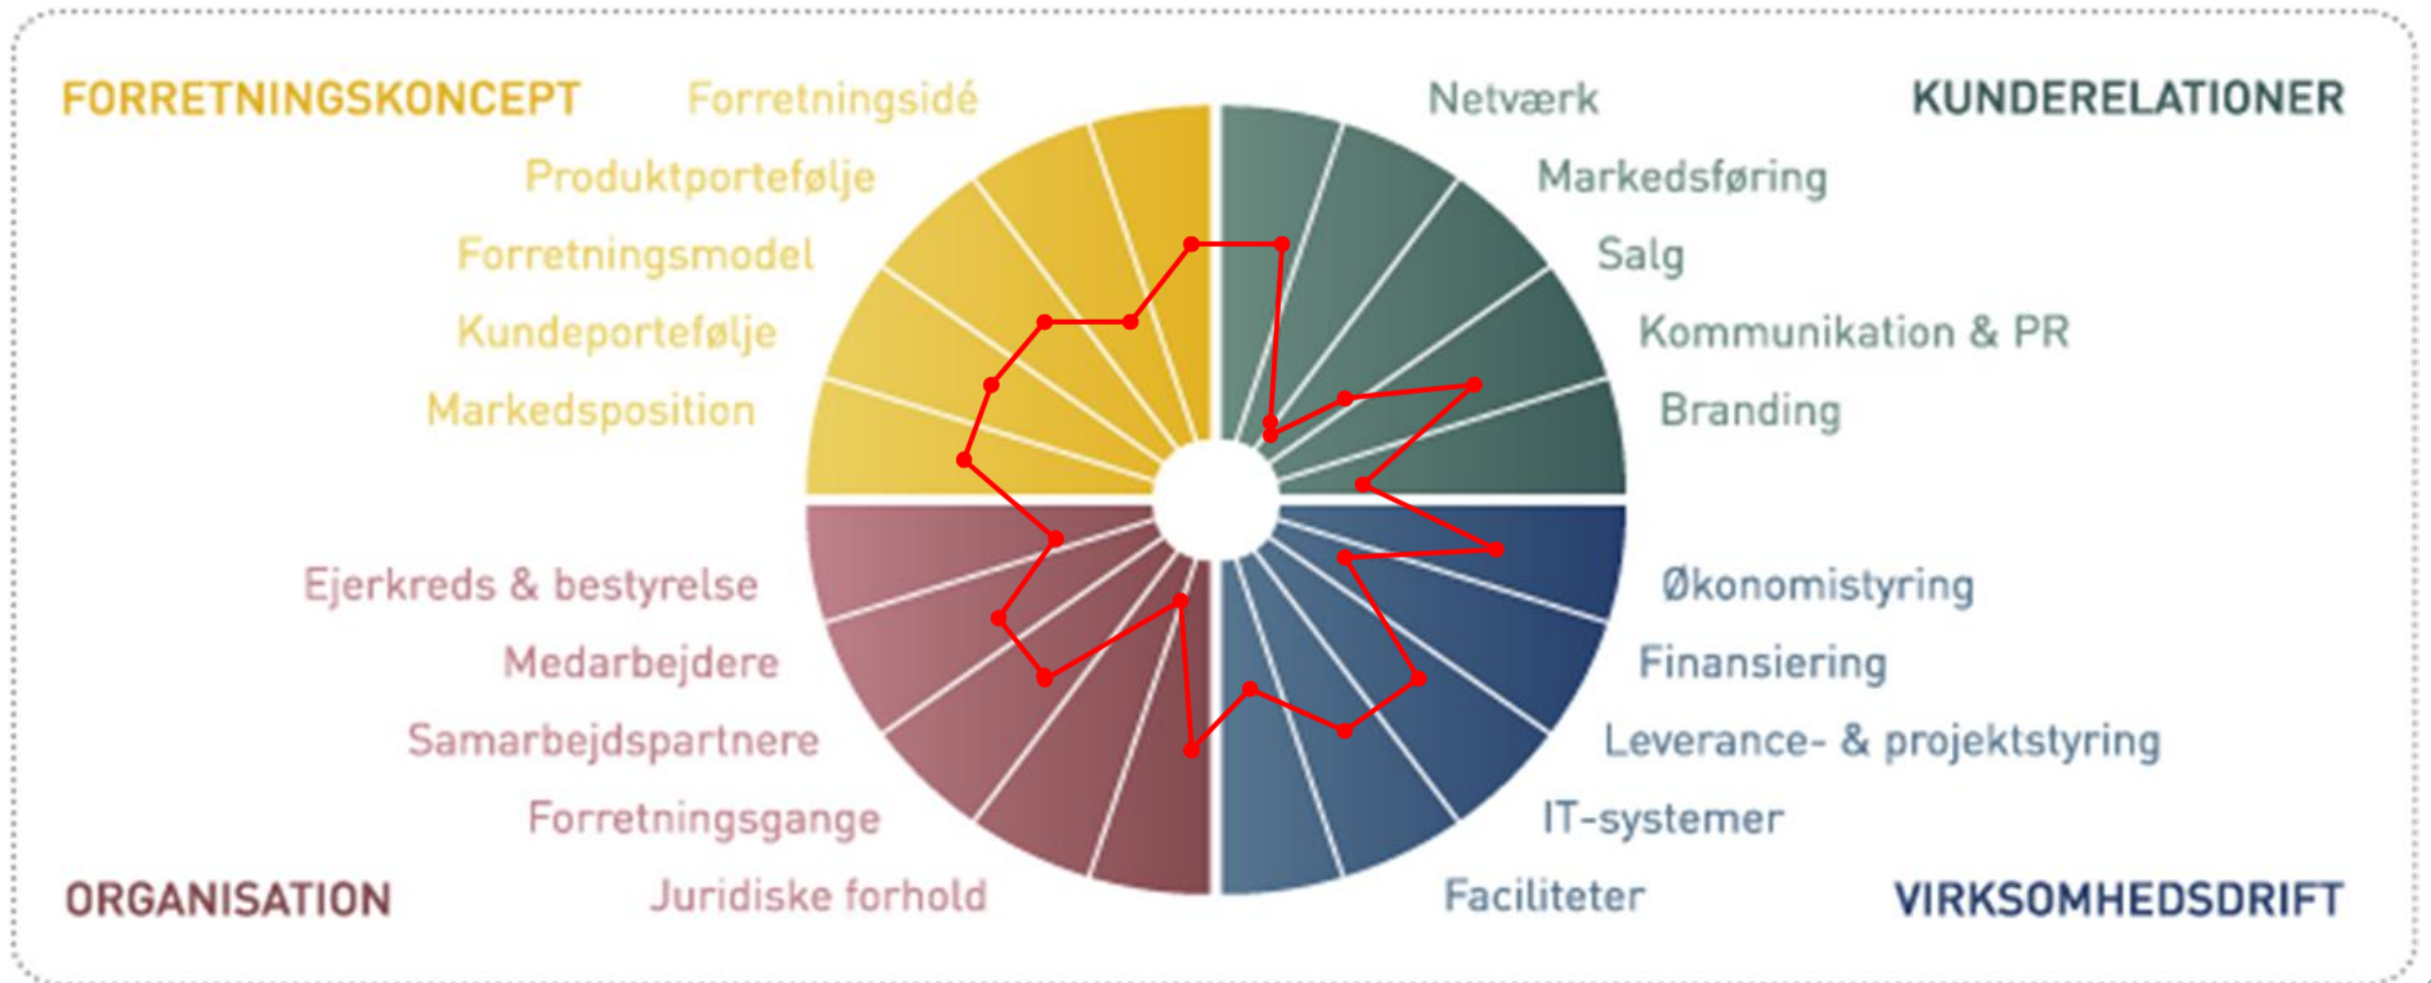 FORRETNINGSKONCEPT
Forretningsidé
Produktportefølje
Forretningsmodel
Kundeportefølje
Markedsposition
KUNDERELATIONER
Netværk
Markedsføring
Salg
Kommunikation & PR
Branding
Ejerkreds & bestyrelse
Medarbejdere
Samarbejdspartnere
Forretningsgange
Juridiske forhold
ORGANISATION
Økonomistyring
Finansiering
Leverance- & projektstyring
IT-systemer
Faciliteter
VIRKSOMHEDSDRIFT